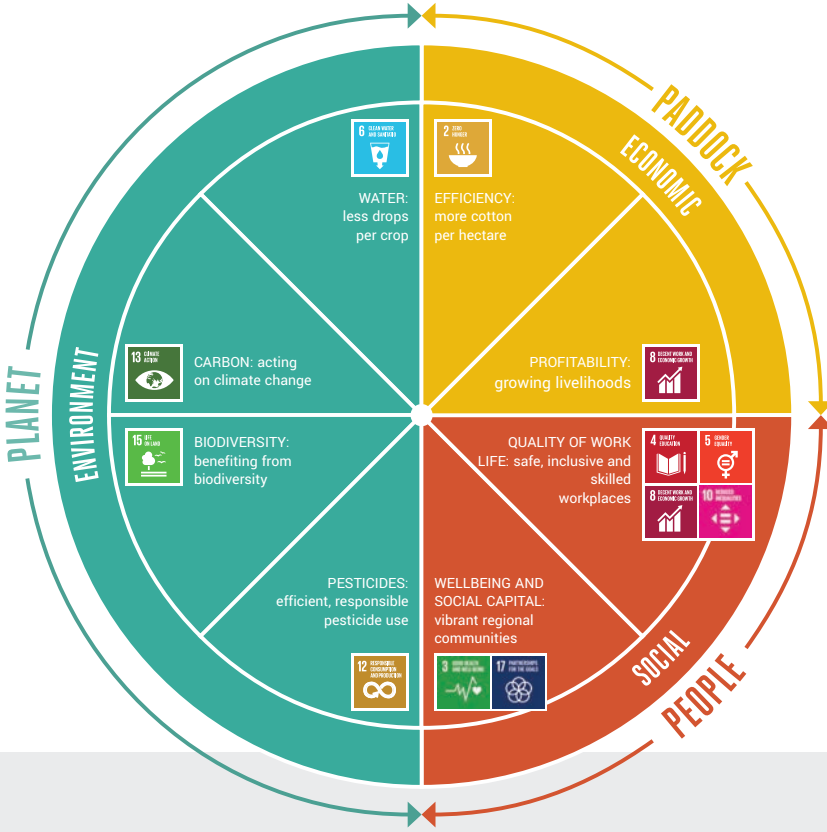 PADDOCK
ECONOMIC
6 CLEAN WATER
AND SANITATION
WATER:
less drops
per crop
2 ZERO
HUNGER
EFFICIENCY:
more cotton
per hectare
PROFITABILITY:
growing livelihoods
8 DECENT WORK AND
ECONOMIC GROWTH
QUALITY OF WORK
LIFE: safe, inclusive and
skilled
workplaces
4 QUALITY
EDUCATION
5 GENDER
EQUALITY
8 DECENT WORK AND
ECONOMIC GROWTH
10 REDUCED
INEQUALITIES
WELLBEING AND
SOCIAL CAPITAL:
vibrant regional
communities
3 GOOD HEALTH
AND WELL-BEING
17 PARTNERSHIPS
FOR THE GOALS
SOCIAL
PEOPLE
PESTICIDES:
efficient, responsible
pesticide use
12 RESPONSIBLE
CONSUMPTION
AND PRODUCTION
15 LIFE
ON LAND
BIODIVERSITY:
benefiting from
biodiversity
13 CLIMATE
ACTION
CARBON: acting
on climate change
ENVIRONMENT
PLANET